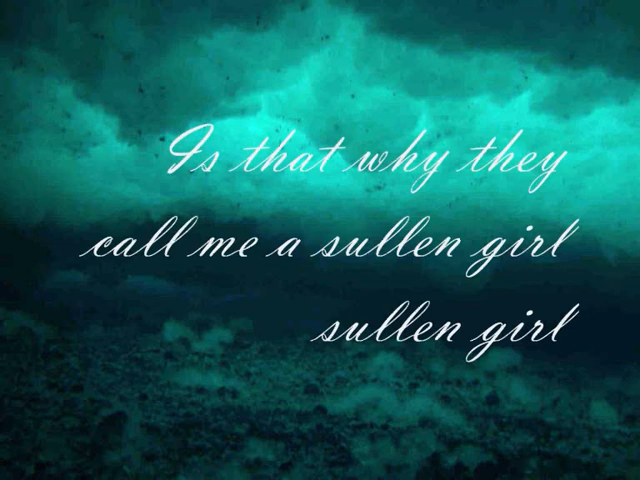 Is that why they
call me a sullen girl
sullen girl